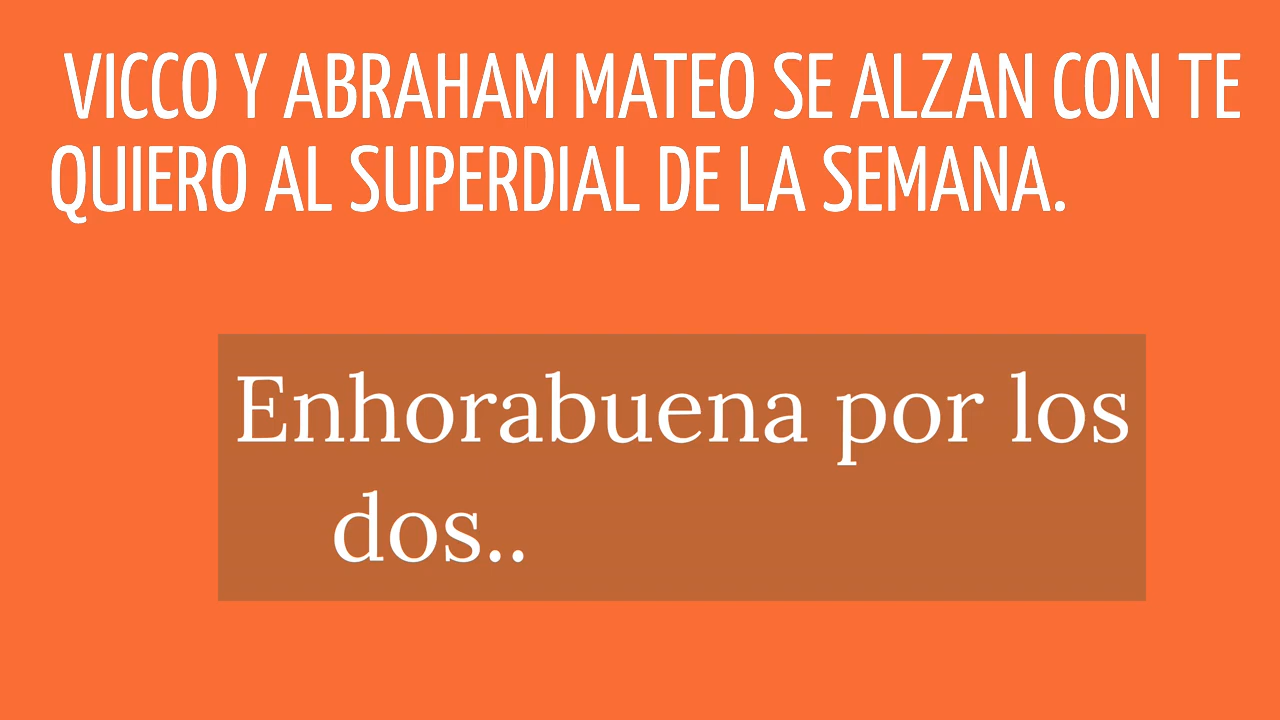 VICCO Y ABRAHAM MATEO SE ALZAN CON TE
QUIERO AL SUPERDIAL DE LA SEMANA.
Enhorabuena por los
dos..